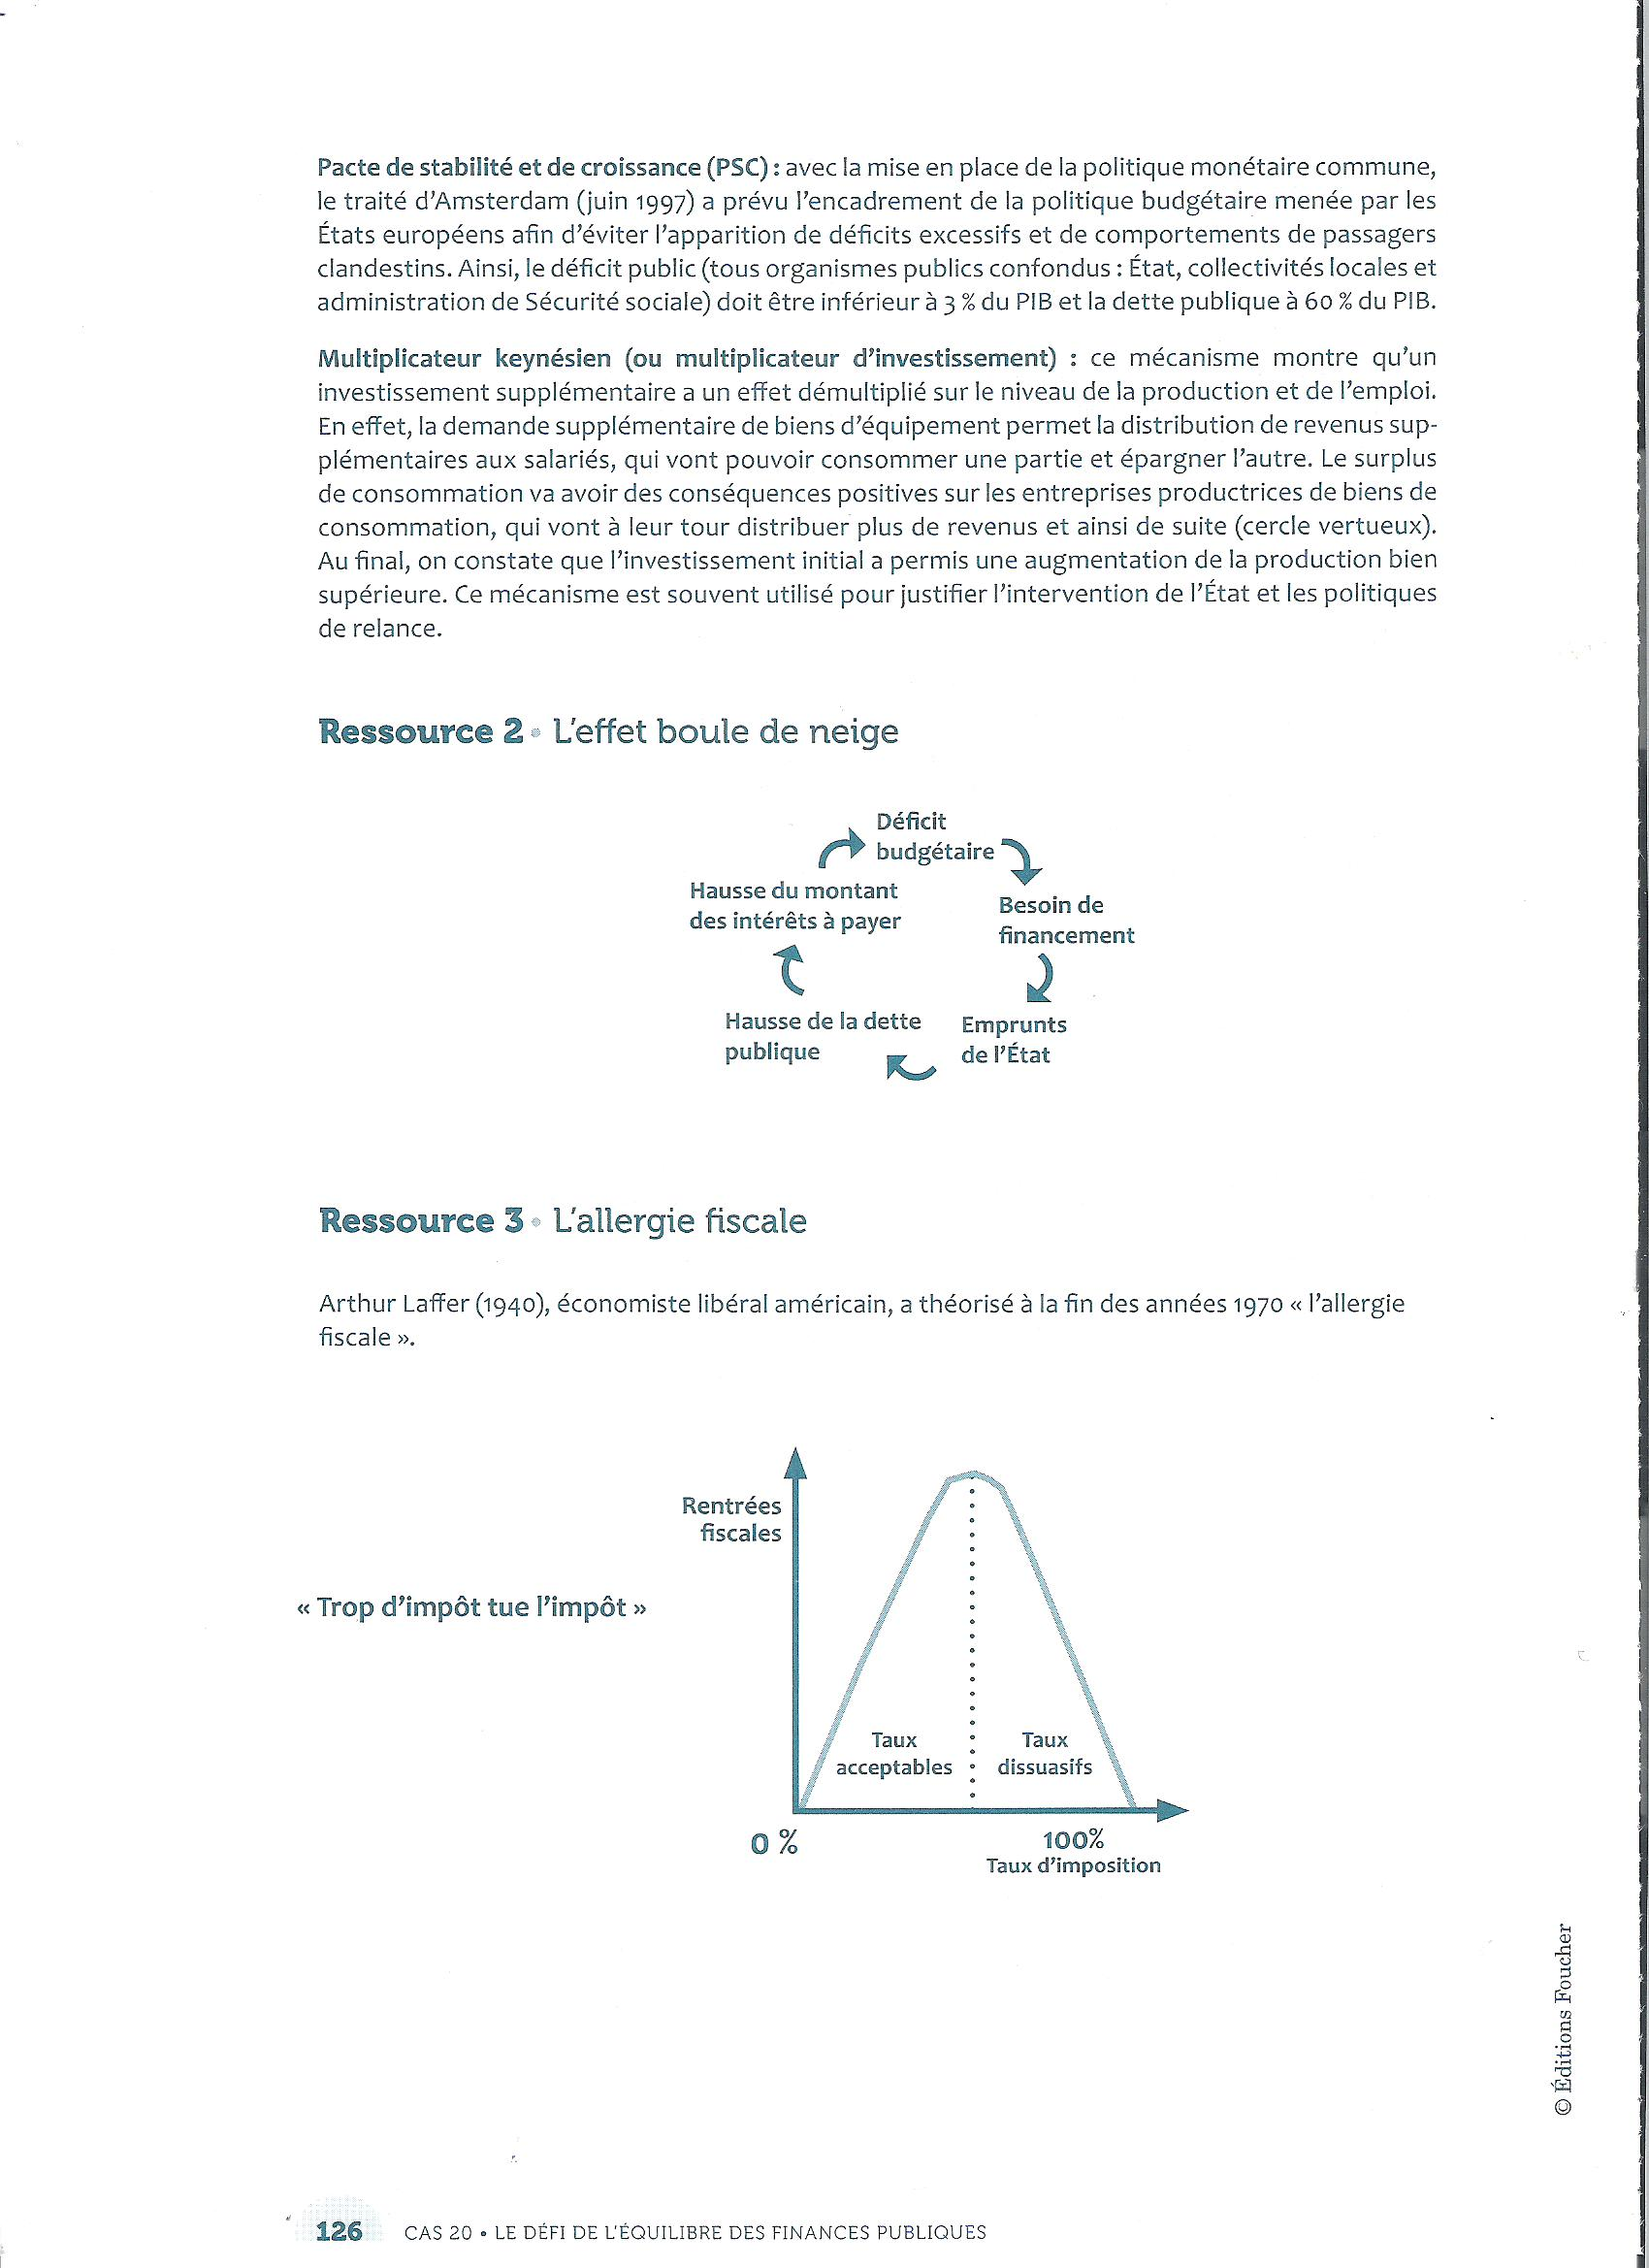 Pacte de stabilité et de croissance (PSC) : avec la mise en place de la politique monétaire commune,
le traité d'Amsterdam (juin 1997) a prévu l'encadrement de la politique budgétaire menée par les
États européens afin d'éviter l'apparition de déficits excessifs et de comportements de passagers
clandestins. Ainsi, le déficit public (tous organismes publics confondus : État, collectivités locales et
administration de Sécurité sociale) doit être inférieur à 3 % du PIB et la dette publique à 60 % du PIB.
Multiplicateur keynésien (ou multiplicateur d'investissement) : ce mécanisme montre qu'un
investissement supplémentaire a un effet démultiplié sur le niveau de la production et de l'emploi.
En effet, la demande supplémentaire de biens d'équipement permet la distribution de revenus sup-
plémentaires aux salariés, qui vont pouvoir consommer une partie et épargner l'autre. Le surplus
de consommation va avoir des conséquences positives sur les entreprises productrices de biens de
consommation, qui vont à leur tour distribuer plus de revenus et ainsi de suite (cercle vertueux).
Au final, on constate que l'investissement initial a permis une augmentation de la production bien
supérieure. Ce mécanisme est souvent utilisé pour justifier l'intervention de l'État et les politiques
de relance.
Ressource 2 • L'effet boule de neige
Déficit
budgétaire
Besoin de
financement
Emprunts
de l'État
Hausse de la dette
publique
Hausse du montant
des intérêts à payer
Ressource 3 • L'allergie fiscale
Arthur Laffer (1940), économiste libéral américain, a théorisé à la fin des années 1970 « l'allergie
fiscale ».
« Trop d'impôt tue l'impôt »
Rentrées
fiscales
Taux
acceptables
Taux
dissuasifs
0 %
100%
Taux d'imposition
© Éditions Foucher
126 CAS 20 • LE DÉFI DE L'ÉQUILIBRE DES FINANCES PUBLIQUES